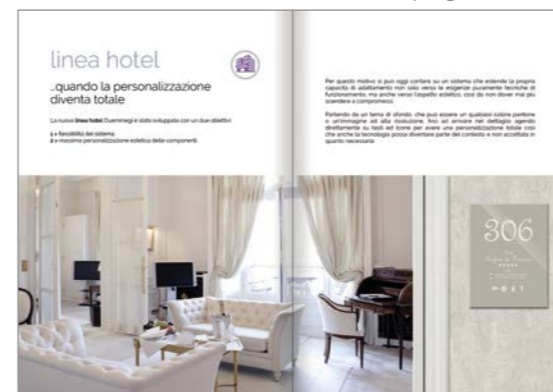 linea hotel
...quando la personalizzazione
diventa totale
La nuova linea hotel Duemmegi è stata sviluppata con un due obiettivi:
1 » flessibilità del sistema
2 » massima personalizzazione estetica delle componenti
Per questo motivo si può oggi contare su un sistema che estende la propria
capacità di adattamento non solo verso le esigenze puramente tecniche di
funzionamento, ma anche verso l'aspetto estetico, così da non dover mai più
scendere a compromessi.
Partendo da un tema di sfondo, che può essere un qualsiasi colore pantone
o un'immagine ad alta risoluzione, fino ad arrivare nel dettaglio agendo
direttamente su testi ed icone per avere una personalizzazione totale così
che anche la tecnologia possa diventare parte del contesto e non accettata in
quanto necessaria.
306